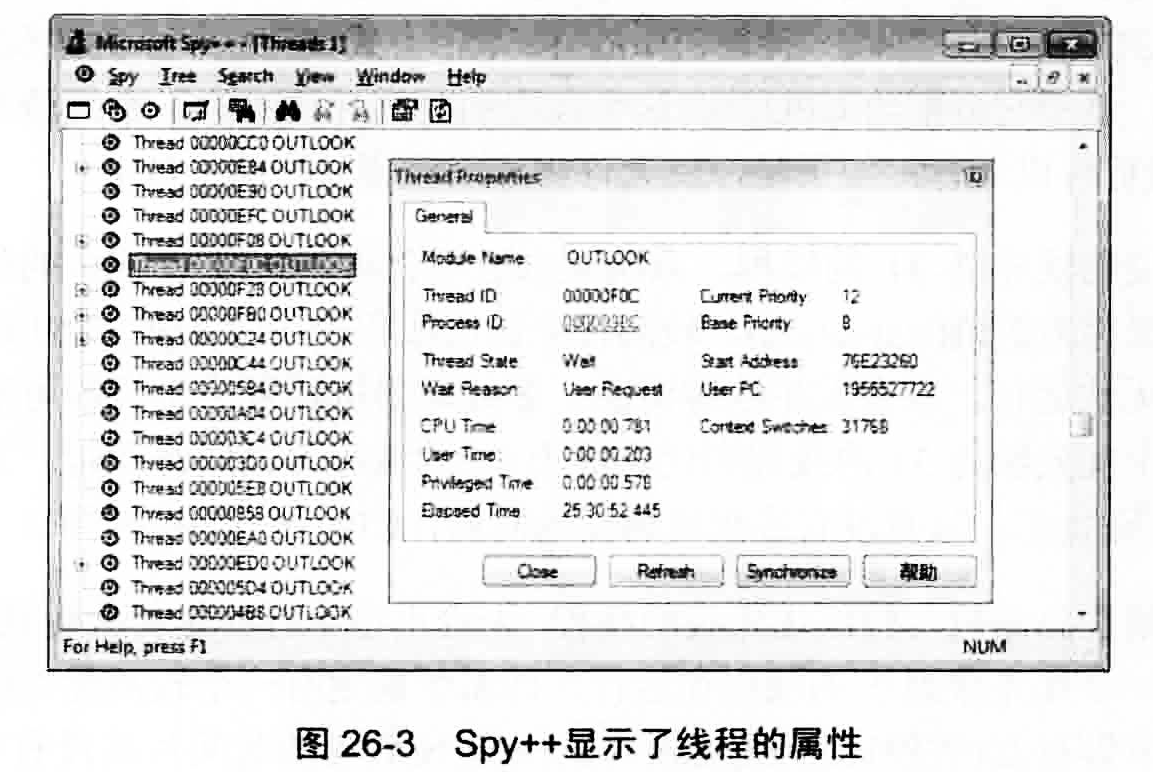 Microsoft Spy++ - [Threads 1]
Spy Tree Search View Window Help
Thread 00000CC0 OUTLOOK
Thread 00000E84 OUTLOOK
Thread 00000E90 OUTLOOK
Thread 00000EFC OUTLOOK
Thread 00000F08 OUTLOOK
Thread 00000F0C OUTLOOK
Thread 00000F28 OUTLOOK
Thread 00000FB0 OUTLOOK
Thread 00000C24 OUTLOOK
Thread 00000C44 OUTLOOK
Thread 00000584 OUTLOOK
Thread 00000A04 OUTLOOK
Thread 000003C4 OUTLOOK
Thread 000003D0 OUTLOOK
Thread 000005E8 OUTLOOK
Thread 00000858 OUTLOOK
Thread 00000EA0 OUTLOOK
Thread 00000ED0 OUTLOOK
Thread 000005D4 OUTLOOK
Thread 000004B8 OUTLOOK
Thread Properties
General
Module Name: OUTLOOK
Thread ID: 00000F0C Current Priority: 12
Process ID: Base Priority: 8
Thread State: Wait Start Address: 76E23260
Wait Reason: User Request User PC: 1956527722
CPU Time: 0:00:00.781 Context Switches: 31768
User Time: 0:00:00.203
Privileged Time: 0:00:00.578
Elapsed Time: 25:30:52.445
Close Refresh Synchronize 帮助
For Help, press F1 NUM
图 26-3 Spy++显示了线程的属性